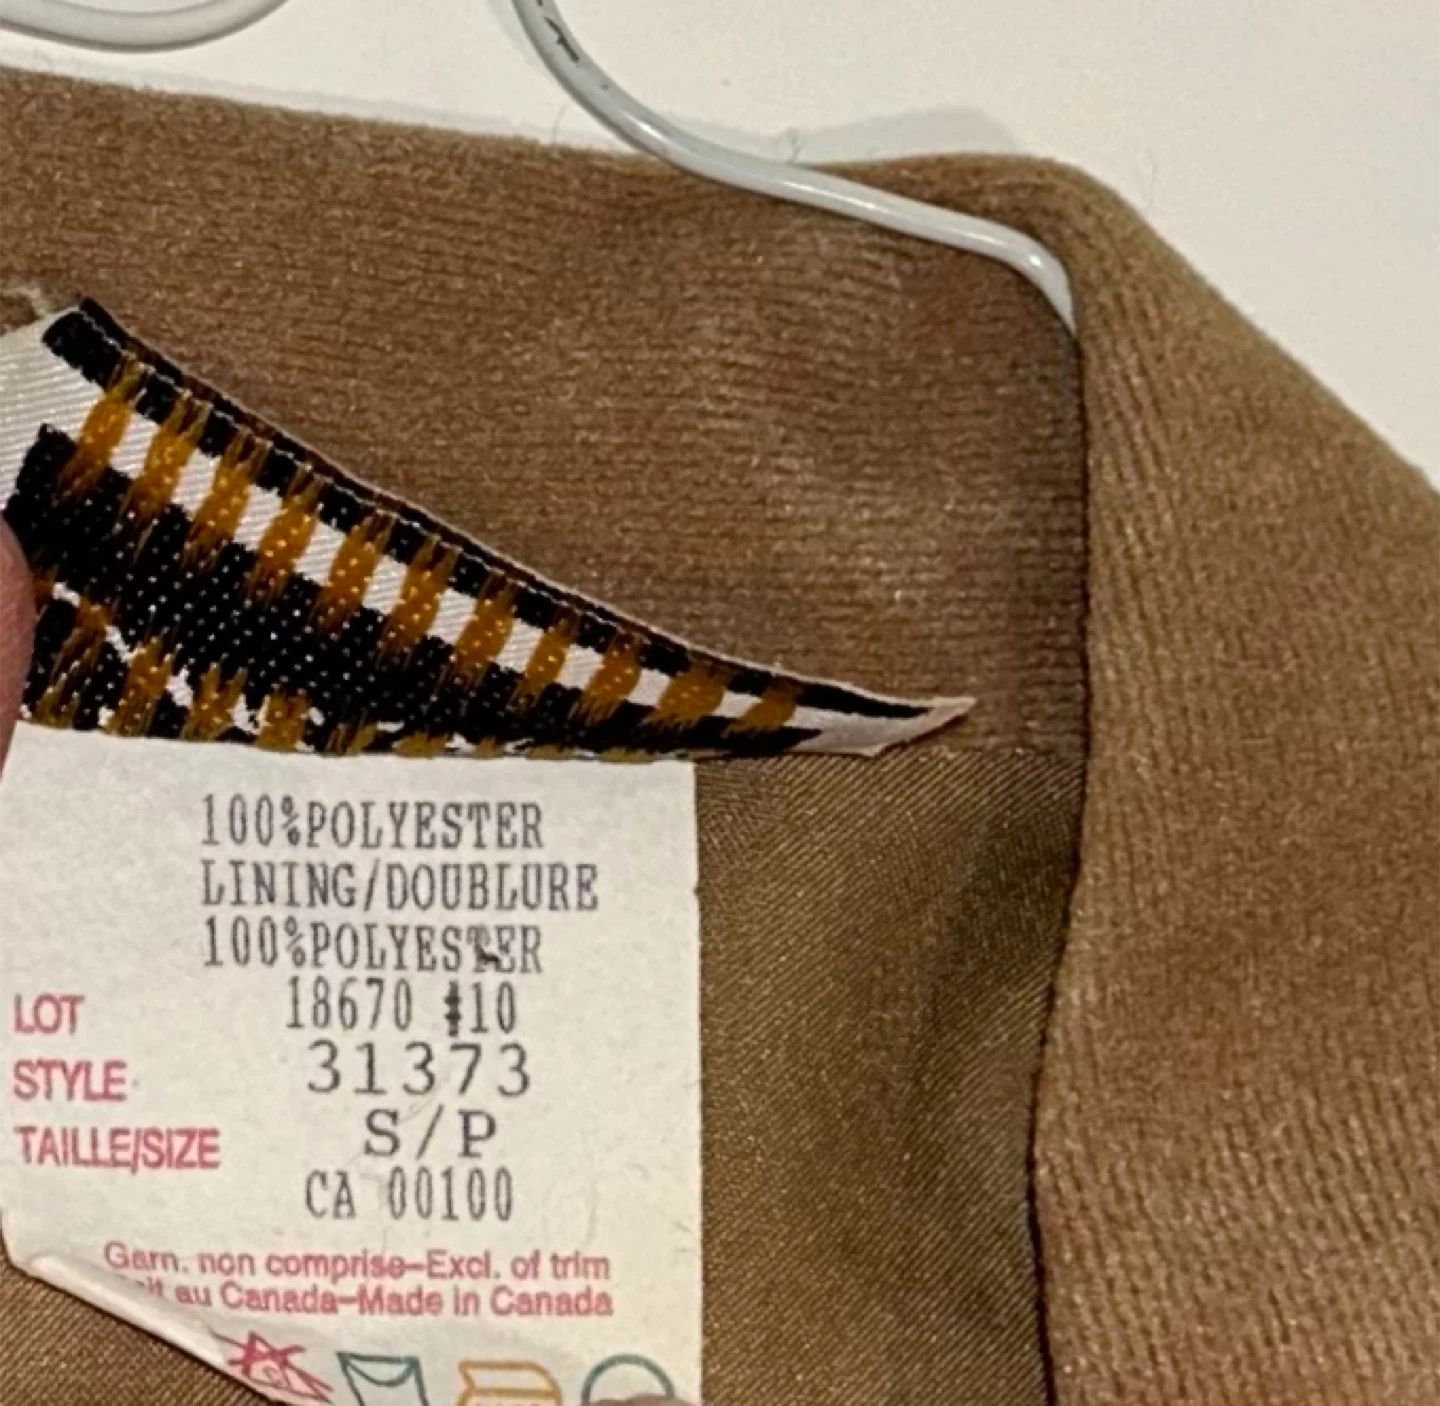 100%POLYESTER
LINING/DOUBLURE
100%POLYESTER
LOT 18670 #10
STYLE 31373
TAILLE/SIZE S/P
CA 00100
Garn. non comprise-Excl. of trim
au Canada-Made in Canada